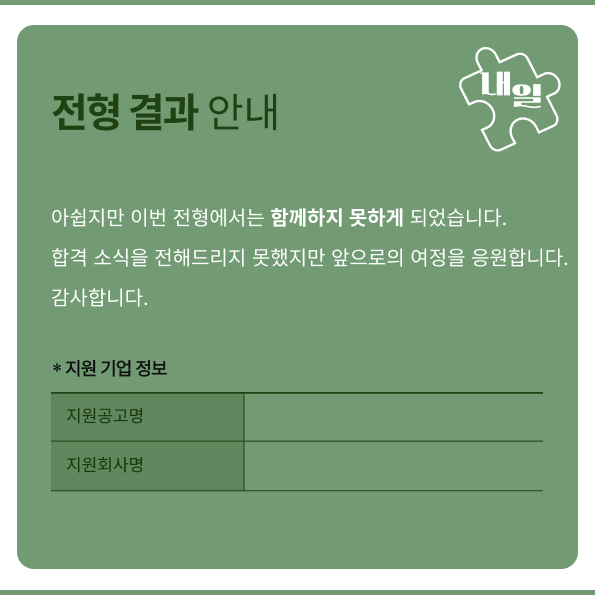 내일
전형 결과 안내
아쉽지만 이번 전형에서는 함께하지 못하게 되었습니다.
합격 소식을 전해드리지 못했지만 앞으로의 여정을 응원합니다.
감사합니다.
* 지원 기업 정보
지원공고명
지원회사명